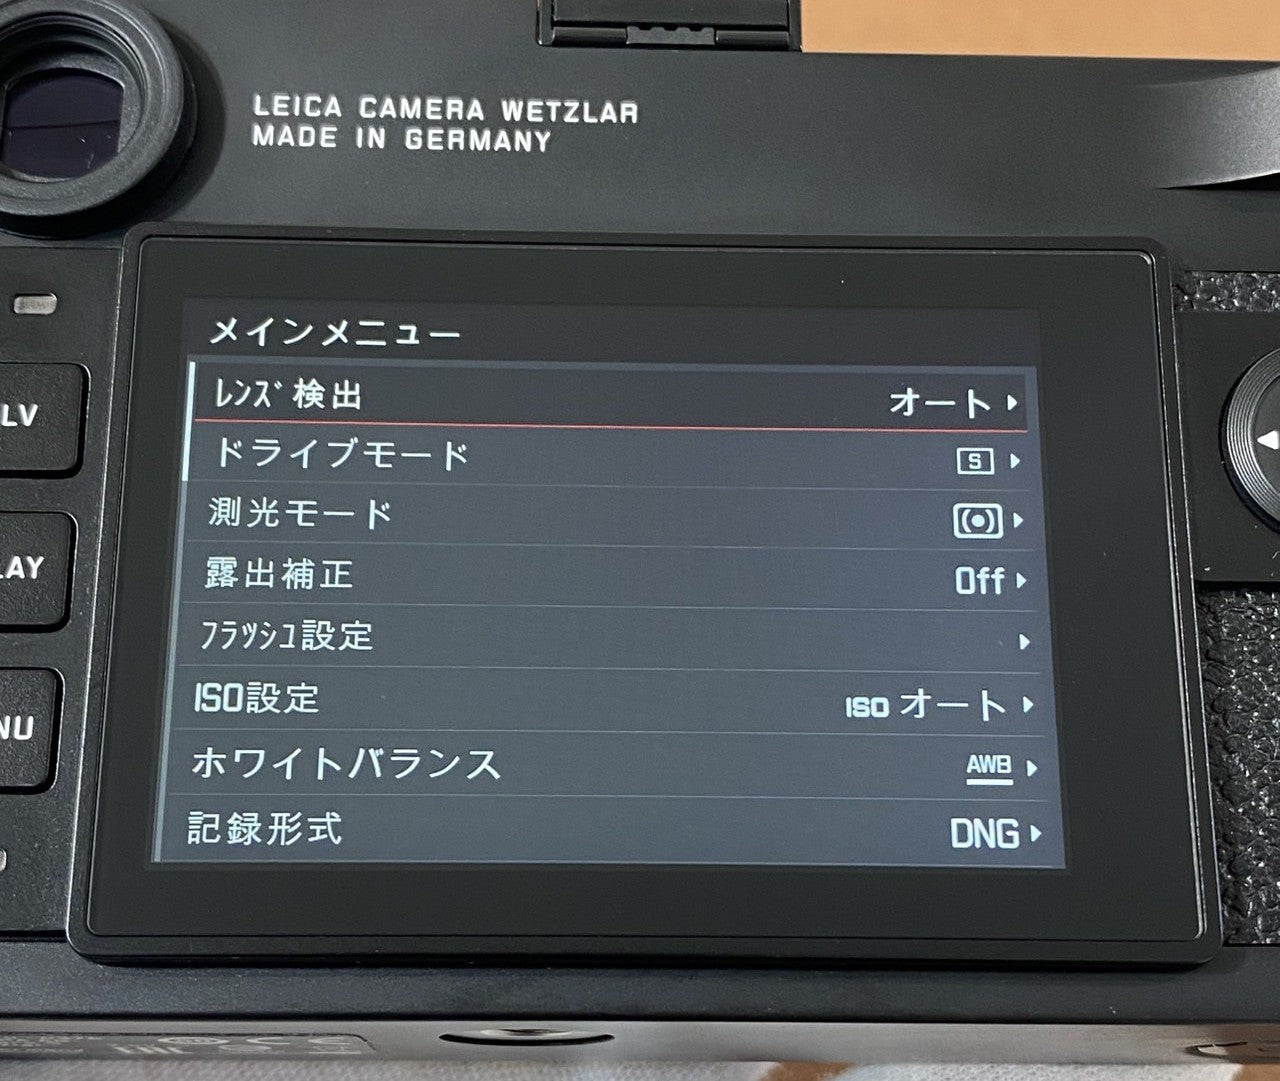 LEICA CAMERA WETZLAR
MADE IN GERMANY
メインメニュー
ﾚﾝｽﾞ検出 オート
ドライブモード S
測光モード
露出補正 Off
ﾌﾗｯｼｭ設定
ISO設定 ISO オート
ホワイトバランス AWB
記録形式 DNG
LV